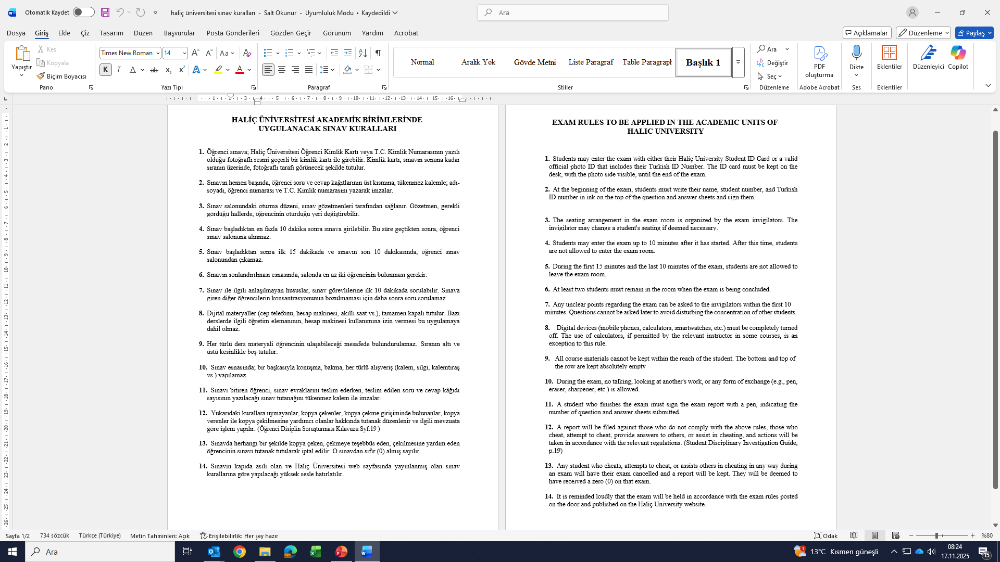 Otomatik Kaydet
haliç üniversitesi sınav kuralları - Salt Okunur - Uyumluluk Modu • Kaydedildi
Ara
Dosya Giriş Ekle Çiz Tasarım Düzen Başvurular Posta Gönderileri Gözden Geçir Görünüm Yardım Acrobat
Açıklamalar Düzenleme Paylaş
Yapıştır
Kes
Kopyala
Biçim Boyacısı
Pano
Times New Roman 14
Yazı Tipi
Paragraf
Normal Aralık Yok Gövde Metni Liste Paragraf Table Paragraph Başlık 1
Stiller
Ara
Değiştir
Seç
Düzenleme
PDF
oluşturma
Adobe Acrobat
Dikte
Ses
Eklentiler
Eklentiler
Düzenleyici
Copilot
HALİÇ ÜNİVERSİTESİ AKADEMİK BİRİMLERİNDE
UYGULANACAK SINAV KURALLARI
1. Öğrenci sınava; Haliç Üniversitesi Öğrenci Kimlik Kartı veya T.C. Kimlik Numarasının yazılı
olduğu fotoğraflı resmi geçerli bir kimlik kartı ile girebilir. Kimlik kartı, sınavın sonuna kadar
sıranın üzerinde, fotoğraflı tarafı görünecek şekilde tutulur.
2. Sınavın hemen başında, öğrenci soru ve cevap kağıtlarının üst kısmına, tükenmez kalemle; adı-
soyadı, öğrenci numarası ve T.C. Kimlik numarasını yazarak imzalar.
3. Sınav salonundaki oturma düzeni, sınav gözetmenleri tarafından sağlanır. Gözetmen, gerekli
gördüğü hallerde, öğrencinin oturduğu yeri değiştirebilir.
4. Sınav başladıktan en fazla 10 dakika sonra sınava girilebilir. Bu süre geçtikten sonra, öğrenci
sınav salonuna alınmaz.
5. Sınav başladıktan sonra ilk 15 dakikada ve sınavın son 10 dakikasında, öğrenci sınav
salonundan çıkamaz.
6. Sınavın sonlandırılması esnasında, salonda en az iki öğrencinin bulunması gerekir.
7. Sınav ile ilgili anlaşılmayan hususlar, sınav görevlilerine ilk 10 dakikada sorulabilir. Sınava
giren diğer öğrencilerin konsantrasyonunun bozulmaması için daha sonra soru sorulamaz.
8. Dijital materyaller (cep telefonu, hesap makinesi, akıllı saat vs.), tamamen kapalı tutulur. Bazı
derslerde ilgili öğretim elemanının, hesap makinesi kullanımına izin vermesi bu uygulamaya
dahil olmaz.
9. Her türlü ders materyali öğrencinin ulaşabileceği mesafede bulundurulamaz. Sıranın altı ve
üstü kesinlikle boş tutulur.
10. Sınav esnasında; bir başkasıyla konuşma, bakma, her türlü alışveriş (kalem, silgi, kalemtıraş
vs.) yapılamaz.
11. Sınavı bitiren öğrenci, sınav evraklarını teslim ederken, teslim edilen soru ve cevap kâğıdı
sayısının yazılacağı sınav tutanağını tükenmez kalem ile imzalar.
12. Yukarıdaki kurallara uymayanlar, kopya çekenler, kopya çekme girişiminde bulunanlar, kopya
verenler ile kopya çekilmesine yardımcı olanlar hakkında tutanak düzenlenir ve ilgili mevzuata
göre işlem yapılır. (Öğrenci Disiplin Soruşturması Kılavuzu Syf:19 )
13. Sınavda herhangi bir şekilde kopya çeken, çekmeye teşebbüs eden, çekilmesine yardım eden
öğrencinin sınavı tutanak tutularak iptal edilir. O sınavdan sıfır (0) almış sayılır.
14. Sınavın kapıda asılı olan ve Haliç Üniversitesi web sayfasında yayınlanmış olan sınav
kurallarına göre yapılacağı yüksek sesle hatırlatılır.
EXAM RULES TO BE APPLIED IN THE ACADEMIC UNITS OF
HALIC UNIVERSITY
1. Students may enter the exam with either their Haliç University Student ID Card or a valid
official photo ID that includes their Turkish ID Number. The ID card must be kept on the
desk, with the photo side visible, until the end of the exam.
2. At the beginning of the exam, students must write their name, student number, and Turkish
ID number in ink on the top of the question and answer sheets and sign them.
3. The seating arrangement in the exam room is organized by the exam invigilators. The
invigilator may change a student's seating if deemed necessary.
4. Students may enter the exam up to 10 minutes after it has started. After this time, students
are not allowed to enter the exam room.
5. During the first 15 minutes and the last 10 minutes of the exam, students are not allowed to
leave the exam room.
6. At least two students must remain in the room when the exam is being concluded.
7. Any unclear points regarding the exam can be asked to the invigilators within the first 10
minutes. Questions cannot be asked later to avoid disturbing the concentration of other students.
8. Digital devices (mobile phones, calculators, smartwatches, etc.) must be completely turned
off. The use of calculators, if permitted by the relevant instructor in some courses, is an
exception to this rule.
9. All course materials cannot be kept within the reach of the student. The bottom and top of
the row are kept absolutely empty
10. During the exam, no talking, looking at another's work, or any form of exchange (e.g., pen,
eraser, sharpener, etc.) is allowed.
11. A student who finishes the exam must sign the exam report with a pen, indicating the
number of question and answer sheets submitted.
12. A report will be filed against those who do not comply with the above rules, those who
cheat, attempt to cheat, provide answers to others, or assist in cheating, and actions will be
taken in accordance with the relevant regulations. (Student Disciplinary Investigation Guide,
p.19)
13. Any student who cheats, attempts to cheat, or assists others in cheating in any way during
an exam will have their exam cancelled and a report will be kept. They will be deemed to
have received a zero (0) on that exam.
14. It is reminded loudly that the exam will be held in accordance with the exam rules posted
on the door and published on the Haliç University website.
Sayfa 1/2 734 sözcük Türkçe (Türkiye) Metin Tahminleri: Açık Erişilebilirlik: Her şey hazır
Odak %80
Ara
13°C Kısmen güneşli
08:24
17.11.2025
15